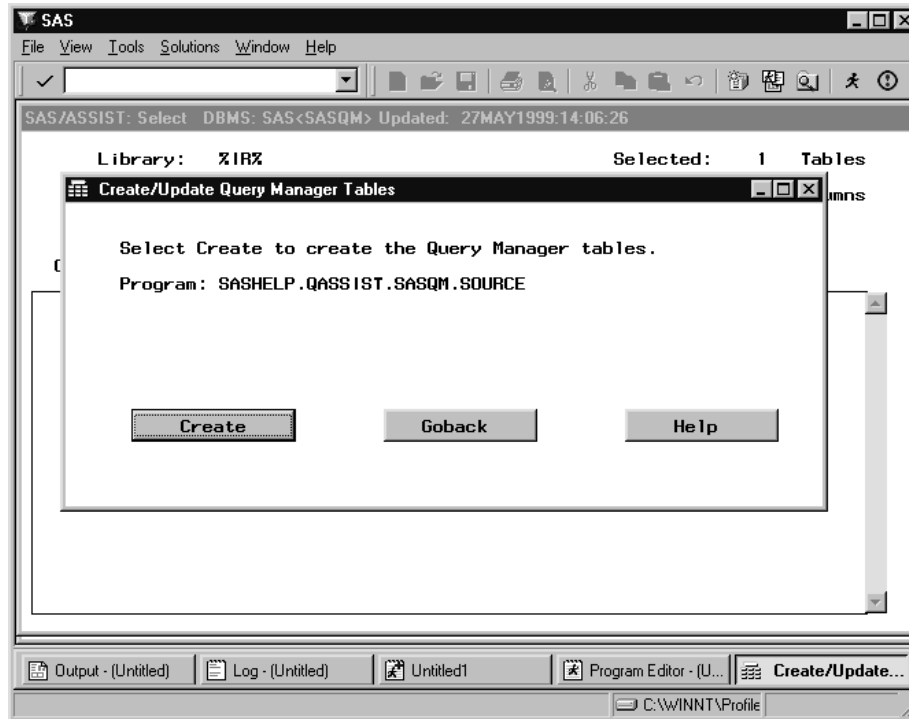 SAS
File View Tools Solutions Window Help
SAS/ASSIST: Select DBMS: SAS<SASQM> Updated: 27MAY1999:14:06:26
Library: %IR% Selected: 1 Tables
Create/Update Query Manager Tables
Select Create to create the Query Manager tables.
Program: SASHELP.QASSIST.SASQM.SOURCE
Create Goback Help
Output - (Untitled) Log - (Untitled) Untitled1 Program Editor - (U... Create/Update...
C:\WINNT\Profile